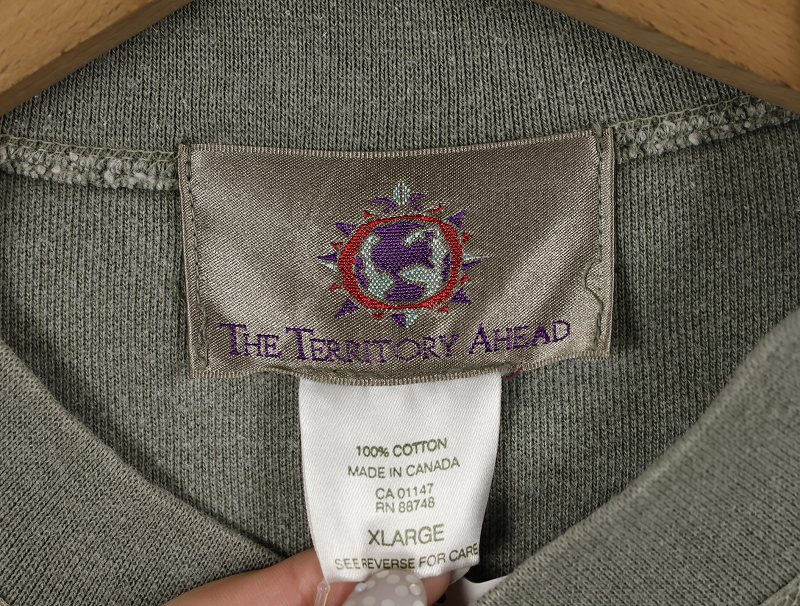 THE TERRITORY AHEAD
100% COTTON
MADE IN CANADA
CA 01147
RN 88748
XLARGE
SEE REVERSE FOR CARE